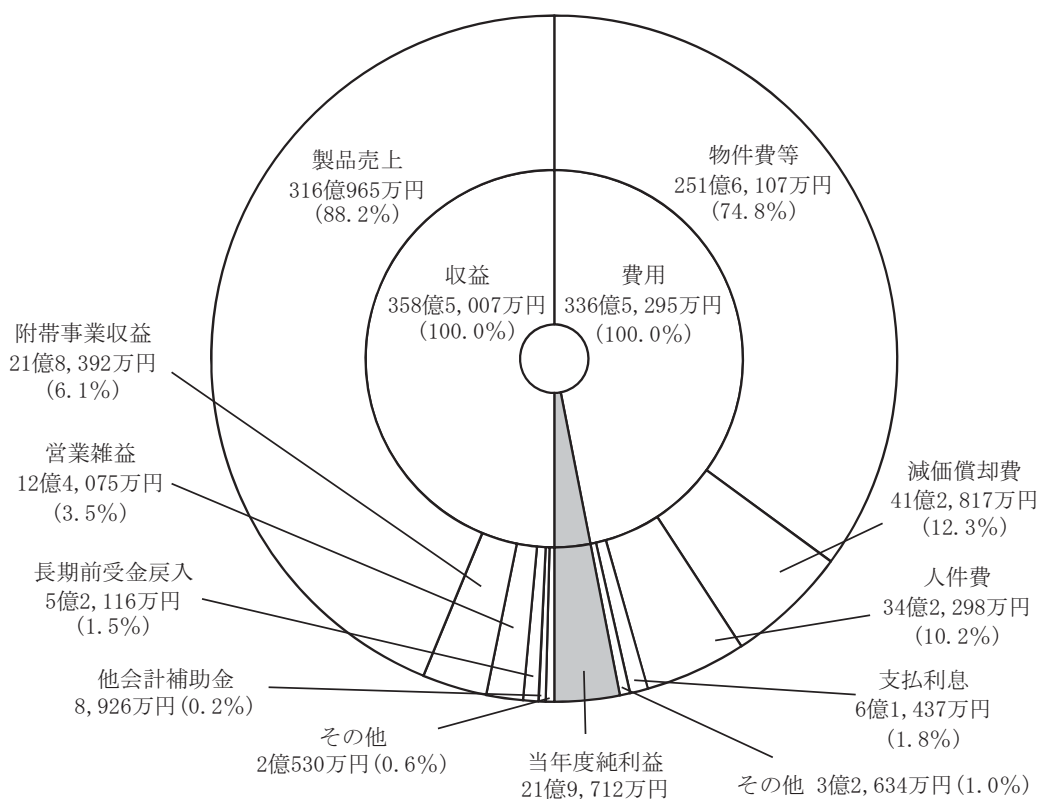 製品売上
316億965万円
(88.2%)
物件費等
251億6,107万円
(74.8%)
収益
358億5,007万円
(100.0%)
費用
336億5,295万円
(100.0%)
附帯事業収益
21億8,392万円
(6.1%)
営業雑益
12億4,075万円
(3.5%)
長期前受金戻入
5億2,116万円
(1.5%)
他会計補助金
8,926万円(0.2%)
その他
2億530万円(0.6%)
当年度純利益
21億9,712万円
その他 3億2,634万円(1.0%)
支払利息
6億1,437万円
(1.8%)
人件費
34億2,298万円
(10.2%)
減価償却費
41億2,817万円
(12.3%)